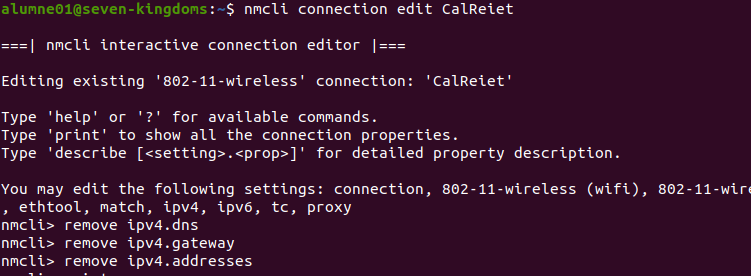 alumne01@seven-kingdoms:~$ nmcli connection edit CalReiet
===| nmcli interactive connection editor |===
Editing existing '802-11-wireless' connection: 'CalReiet'
Type 'help' or '?' for available commands.
Type 'print' to show all the connection properties.
Type 'describe [<setting>.<prop>]' for detailed property description.
You may edit the following settings: connection, 802-11-wireless (wifi), 802-11-wire
, ethtool, match, ipv4, ipv6, tc, proxy
nmcli> remove ipv4.dns
nmcli> remove ipv4.gateway
nmcli> remove ipv4.addresses